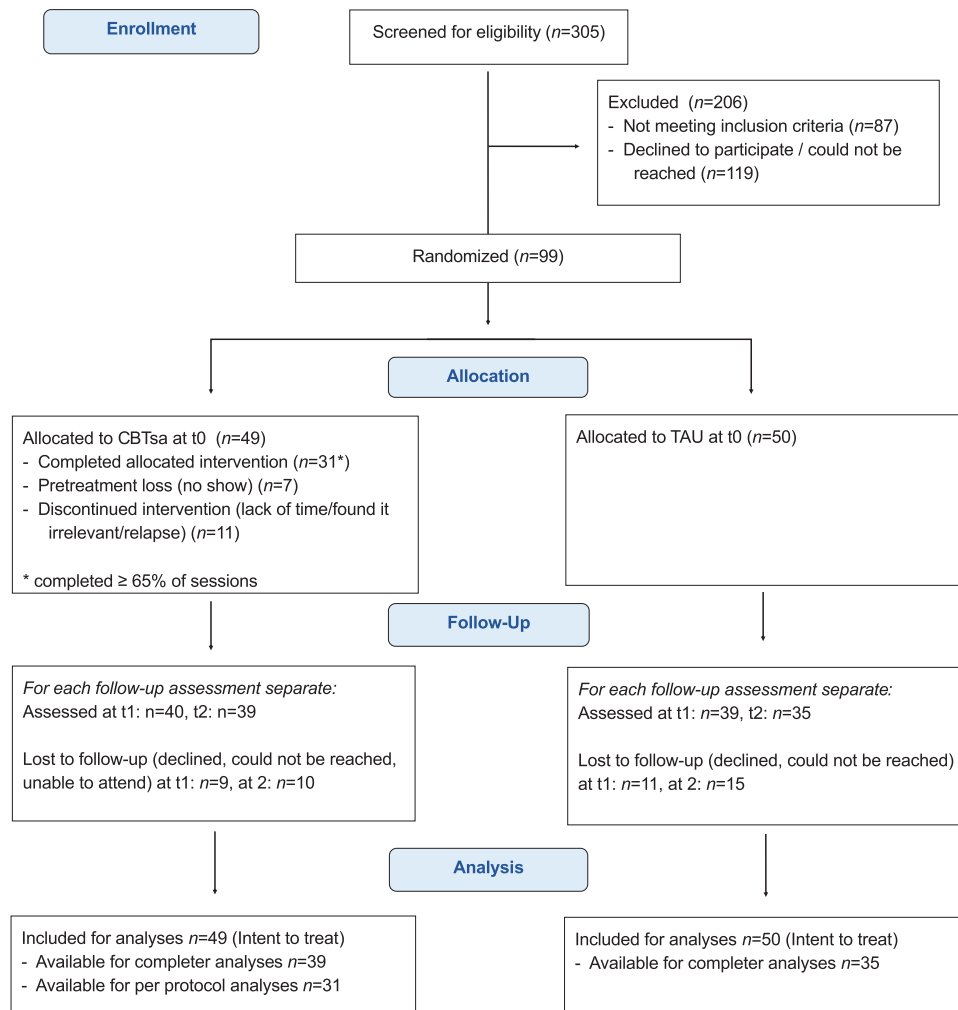 Enrollment
Screened for eligibility (n=305)
Excluded (n=206)
- Not meeting inclusion criteria (n=87)
- Declined to participate / could not be
reached (n=119)
Randomized (n=99)
Allocation
Allocated to CBTsa at t0 (n=49)
- Completed allocated intervention (n=31*)
- Pretreatment loss (no show) (n=7)
- Discontinued intervention (lack of time/found it
irrelevant/relapse) (n=11)
* completed ≥ 65% of sessions
Allocated to TAU at t0 (n=50)
Follow-Up
For each follow-up assessment separate:
Assessed at t1: n=40, t2: n=39
Lost to follow-up (declined, could not be reached,
unable to attend) at t1: n=9, at 2: n=10
For each follow-up assessment separate:
Assessed at t1: n=39, t2: n=35
Lost to follow-up (declined, could not be reached)
at t1: n=11, at 2: n=15
Analysis
Included for analyses n=49 (Intent to treat)
- Available for completer analyses n=39
- Available for per protocol analyses n=31
Included for analyses n=50 (Intent to treat)
- Available for completer analyses n=35